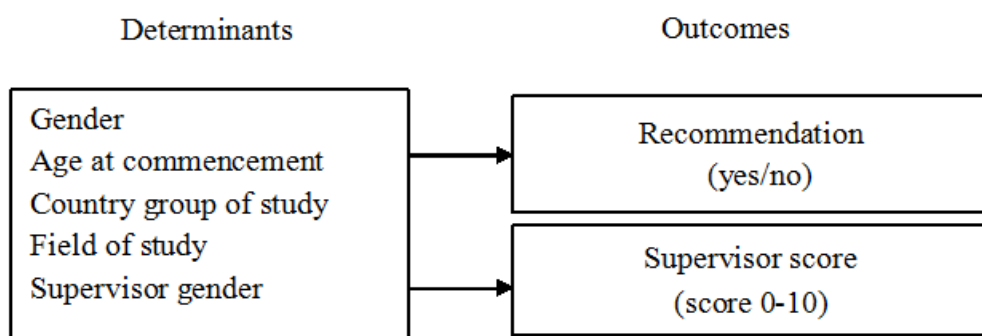 Determinants
Outcomes
Gender
Age at commencement
Country group of study
Field of study
Supervisor gender
Recommendation
(yes/no)
Supervisor score
(score 0-10)